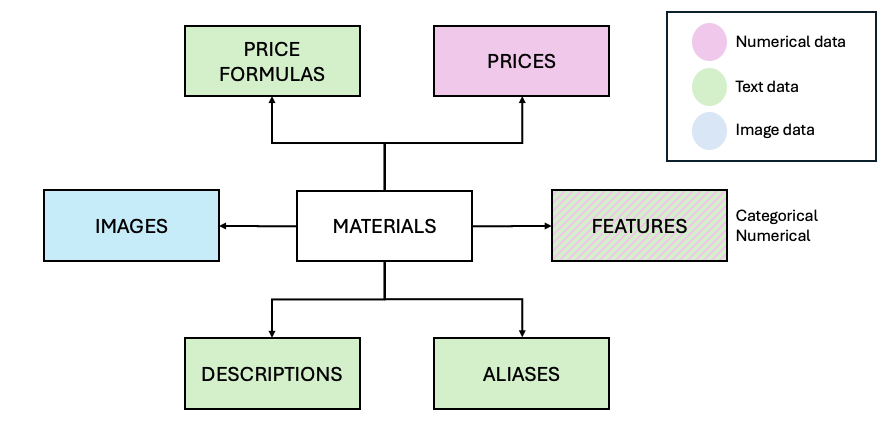 PRICE
FORMULAS
PRICES
Numerical data
Text data
Image data
IMAGES
MATERIALS
FEATURES
Categorical
Numerical
DESCRIPTIONS
ALIASES